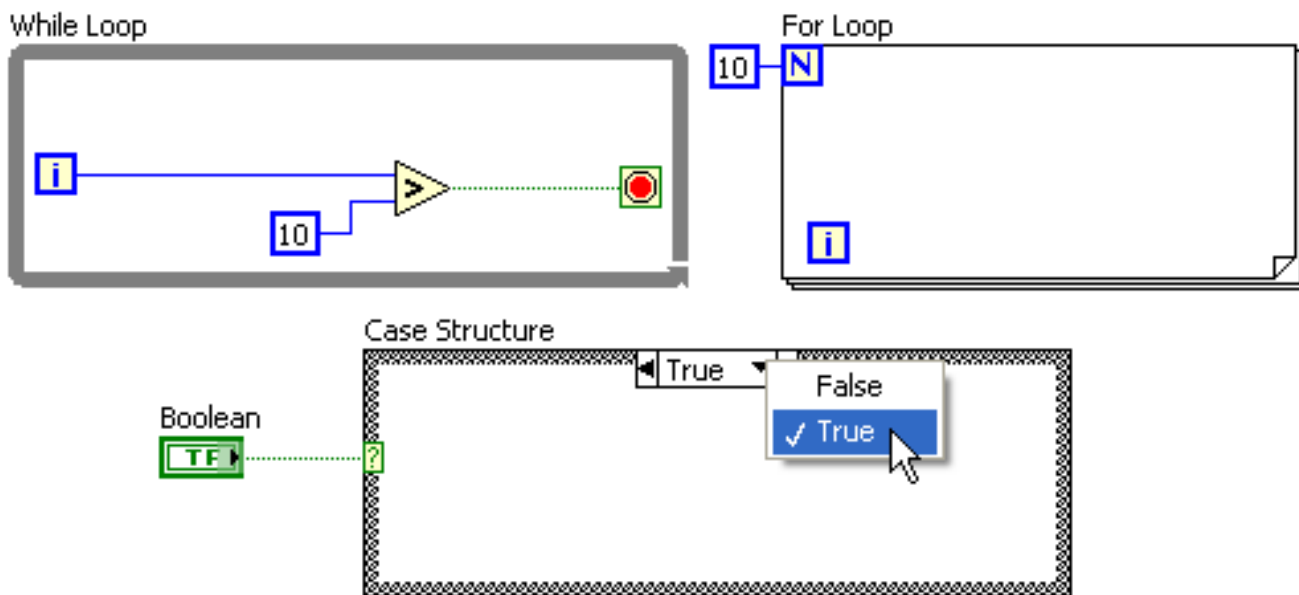 While Loop
For Loop
10 N
i > 
10
i
Case Structure
True
False
✓ True
Boolean
TF
?